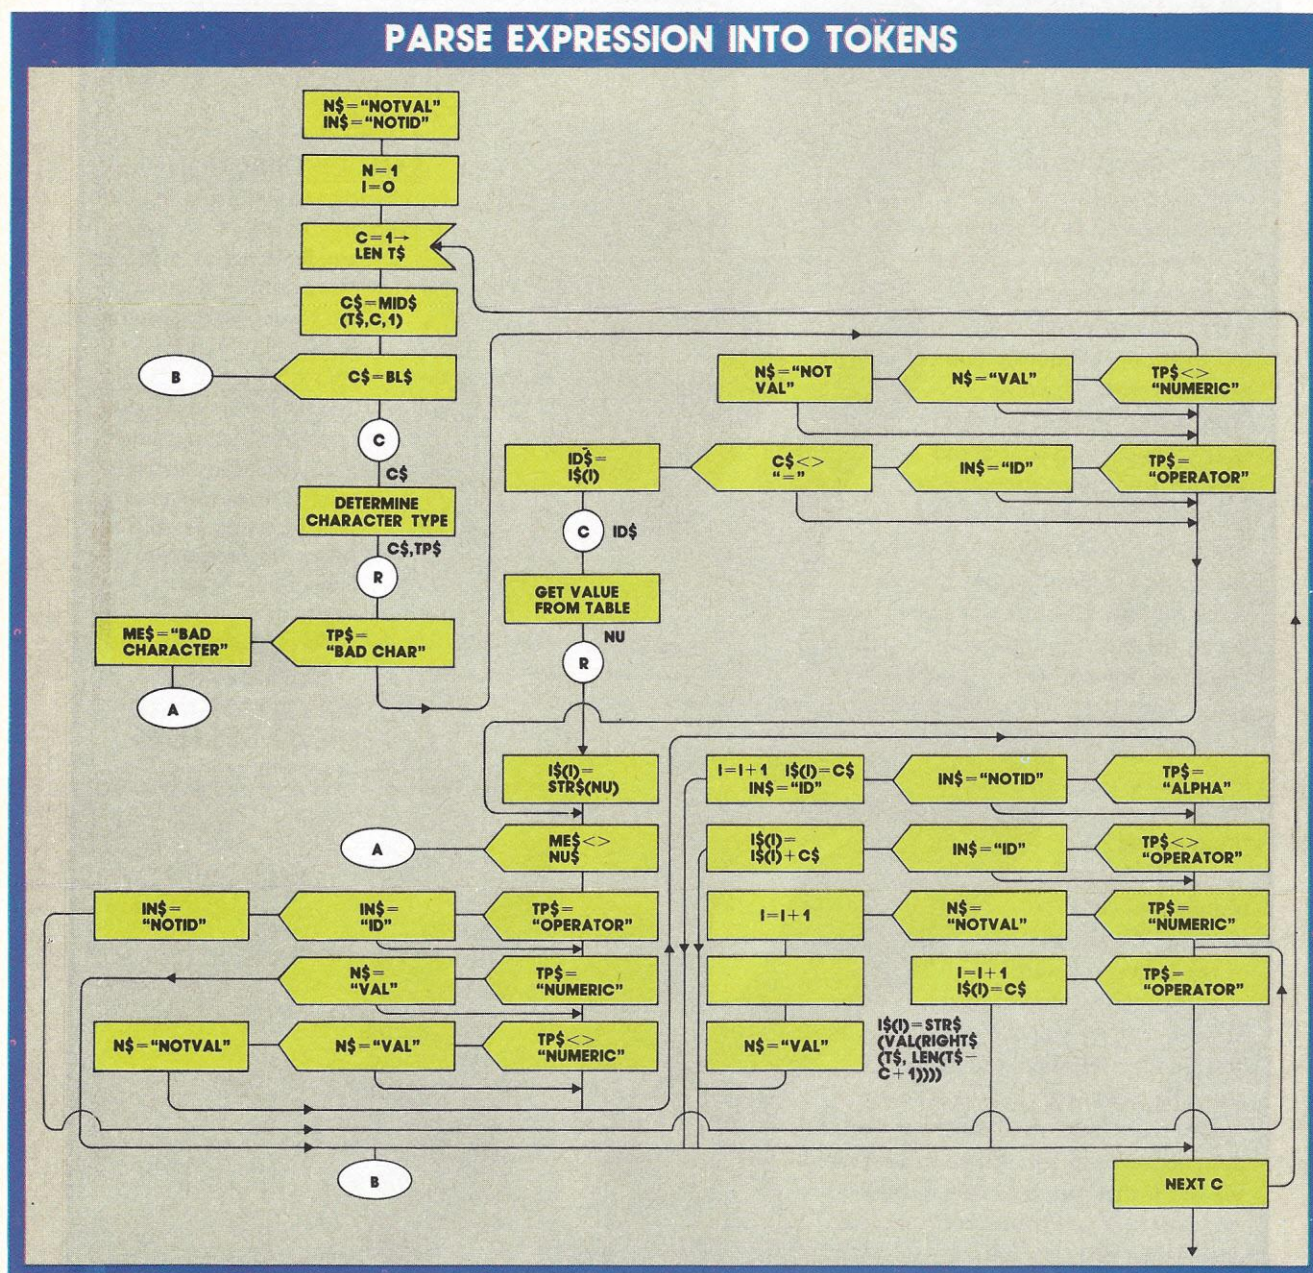 PARSE EXPRESSION INTO TOKENS
N$="NOTVAL"
IN$="NOTID"
N=1
I=0
C=1→
LEN T$
C$=MID$
(T$,C,1)
B
C$=BL$
C
C$
DETERMINE
CHARACTER TYPE
C$,TP$
R
ME$="BAD
CHARACTER"
TP$=
"BAD CHAR"
A
N$="NOT
VAL"
N$="VAL"
TP$<>
"NUMERIC"
ID$=
I$(I)
C$<>
"="
IN$="ID"
TP$=
"OPERATOR"
C
ID$
GET VALUE
FROM TABLE
NU
R
I$(I)=
STR$(NU)
A
ME$<>
NU$
IN$=
"NOTID"
IN$=
"ID"
TP$=
"OPERATOR"
N$=
"VAL"
TP$=
"NUMERIC"
N$="NOTVAL"
N$="VAL"
TP$<>
"NUMERIC"
B
I=I+1 I$(I)=C$
IN$="ID"
IN$="NOTID"
TP$=
"ALPHA"
I$(I)=
I$(I)+C$
IN$="ID"
TP$<>
"OPERATOR"
I=I+1
N$=
"NOTVAL"
TP$=
"NUMERIC"
I=I+1
I$(I)=C$
TP$=
"OPERATOR"
N$="VAL"
I$(I)=STR$
(VAL(RIGHT$
(T$, LEN(T$–
C+1))))
NEXT C